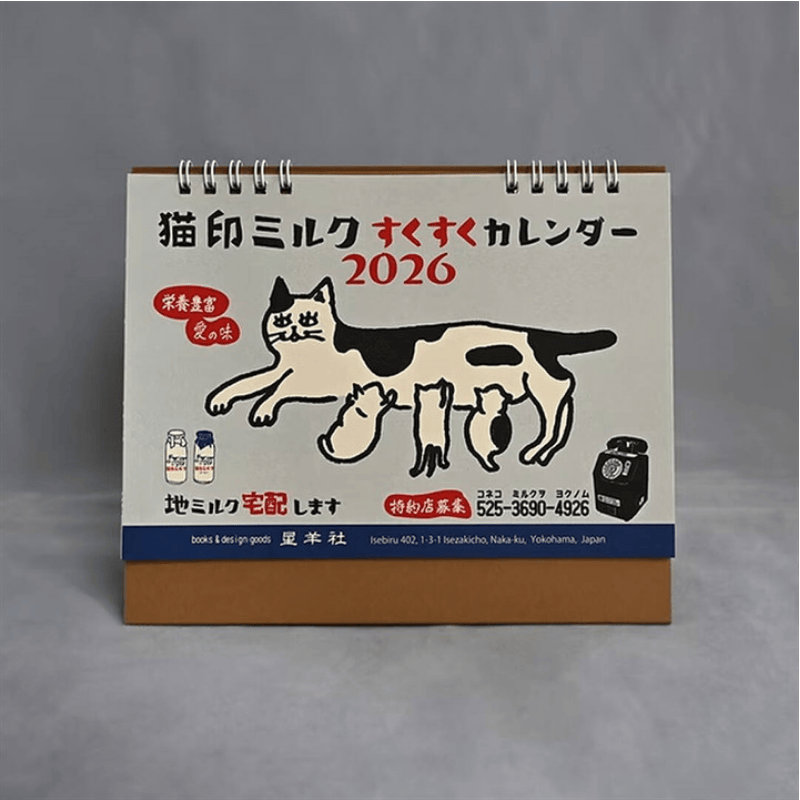 猫印ミルク すくすくカレンダー
2026
栄養豊富
愛の味
地ミルク宅配します
特約店募集
コネコ ミルクヲ ヨクノム
525-3690-4926
books & design goods 星羊社 Isebiru 402, 1-3-1 Isezakicho, Naka-ku, Yokohama, Japan